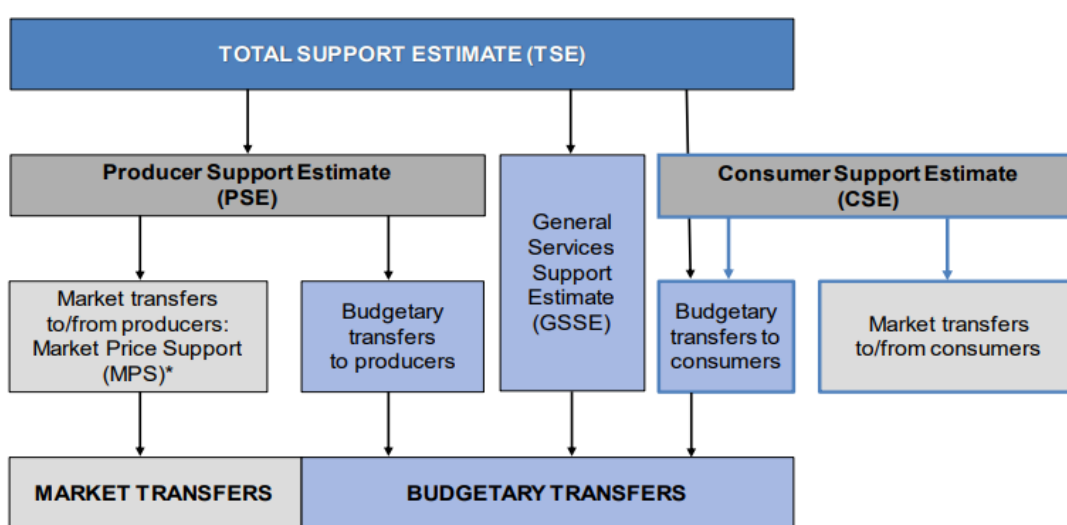 TOTAL SUPPORT ESTIMATE (TSE)
Producer Support Estimate
(PSE)
General
Services
Support
Estimate
(GSSE)
Consumer Support Estimate
(CSE)
Market transfers
to/from producers:
Market Price Support
(MPS)*
Budgetary
transfers
to producers
Budgetary
transfers to
consumers
Market transfers
to/from consumers
MARKET TRANSFERS
BUDGETARY TRANSFERS